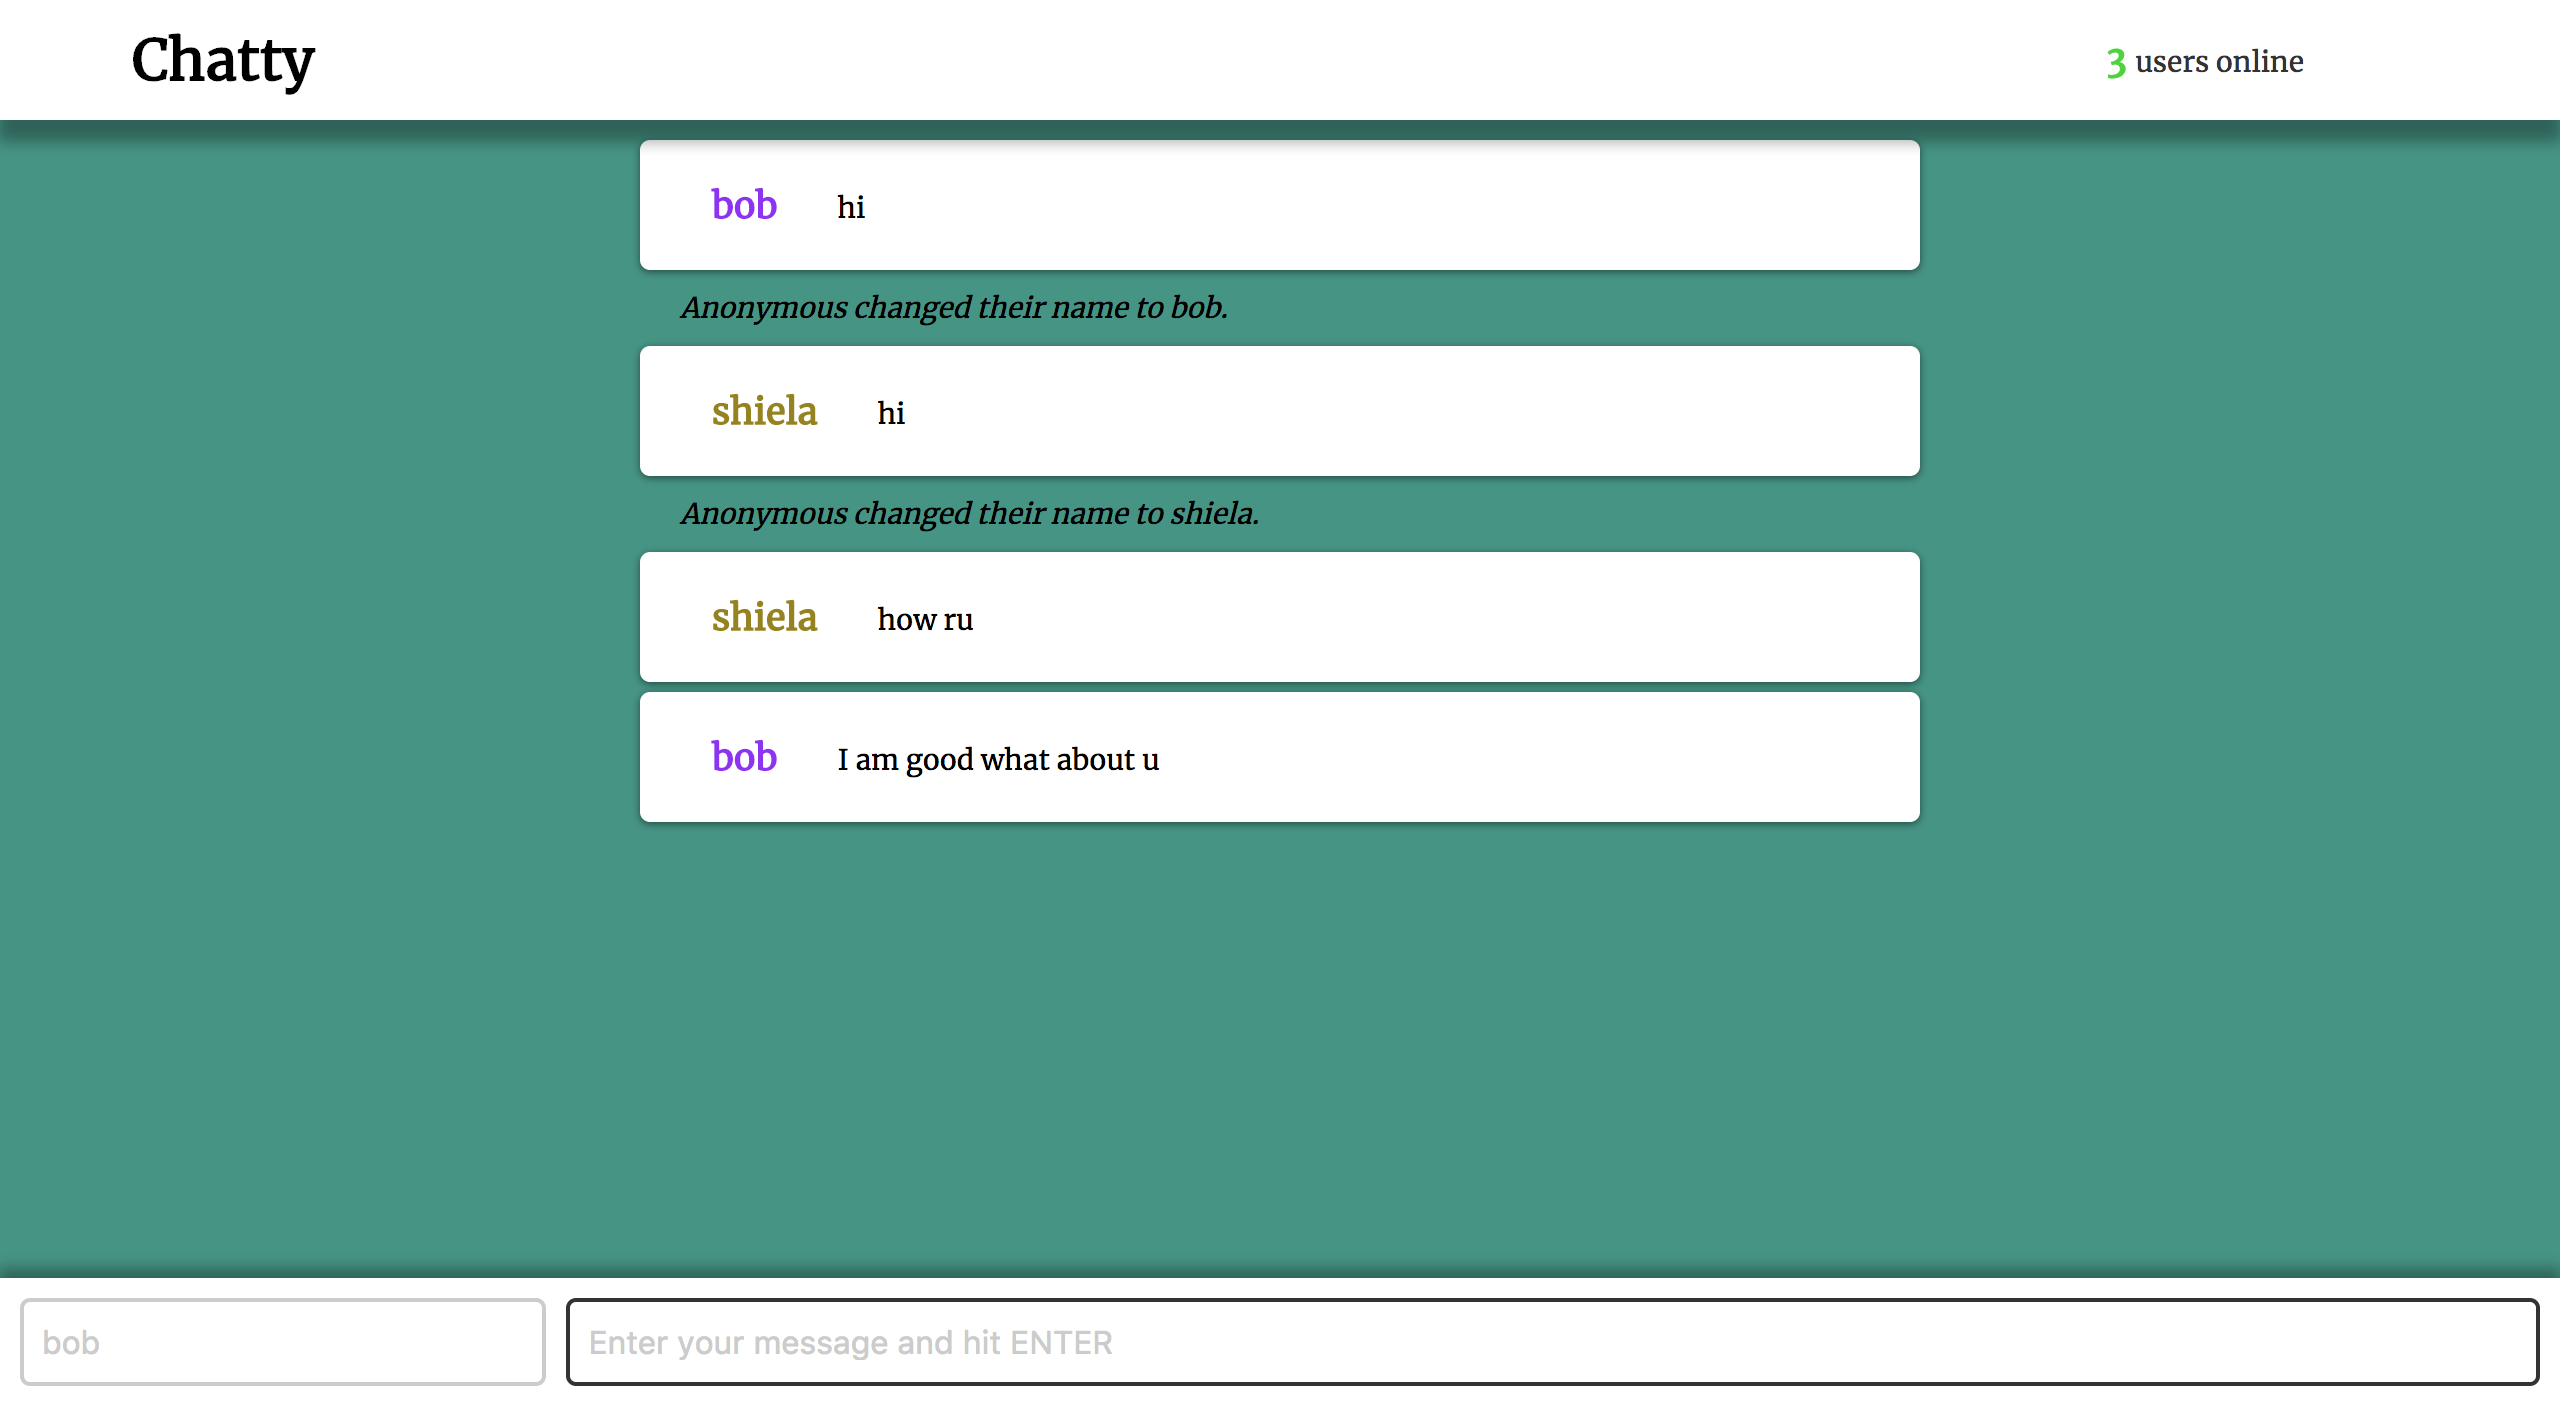 Chatty
3 users online
bob hi
Anonymous changed their name to bob.
shiela hi
Anonymous changed their name to shiela.
shiela how ru
bob I am good what about u
bob
Enter your message and hit ENTER